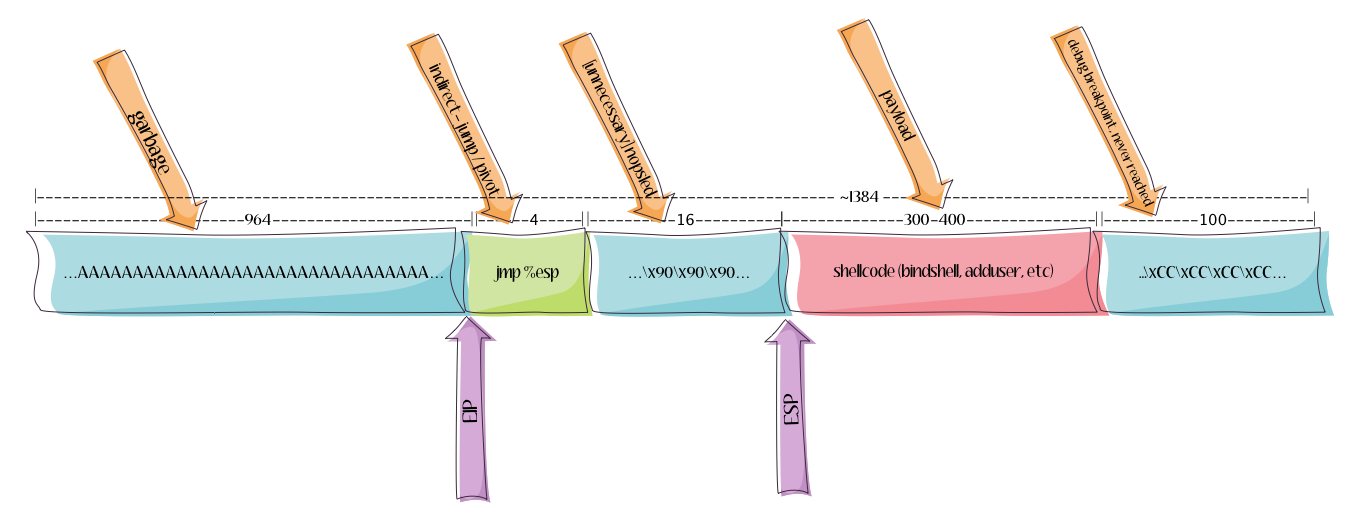 garbage
indirect-jump/pivot
[unnecessary] nopsled
payload
debug breakpoint, never reached
~1384
964
4
16
300-400
100
...AAAAAAAAAAAAAAAAAAAAAAAAAAAAAAAA...
jmp %esp
...\x90\x90\x90...
shellcode (bindshell, adduser, etc)
...\xCC\xCC\xCC\xCC...
EIP
ESP